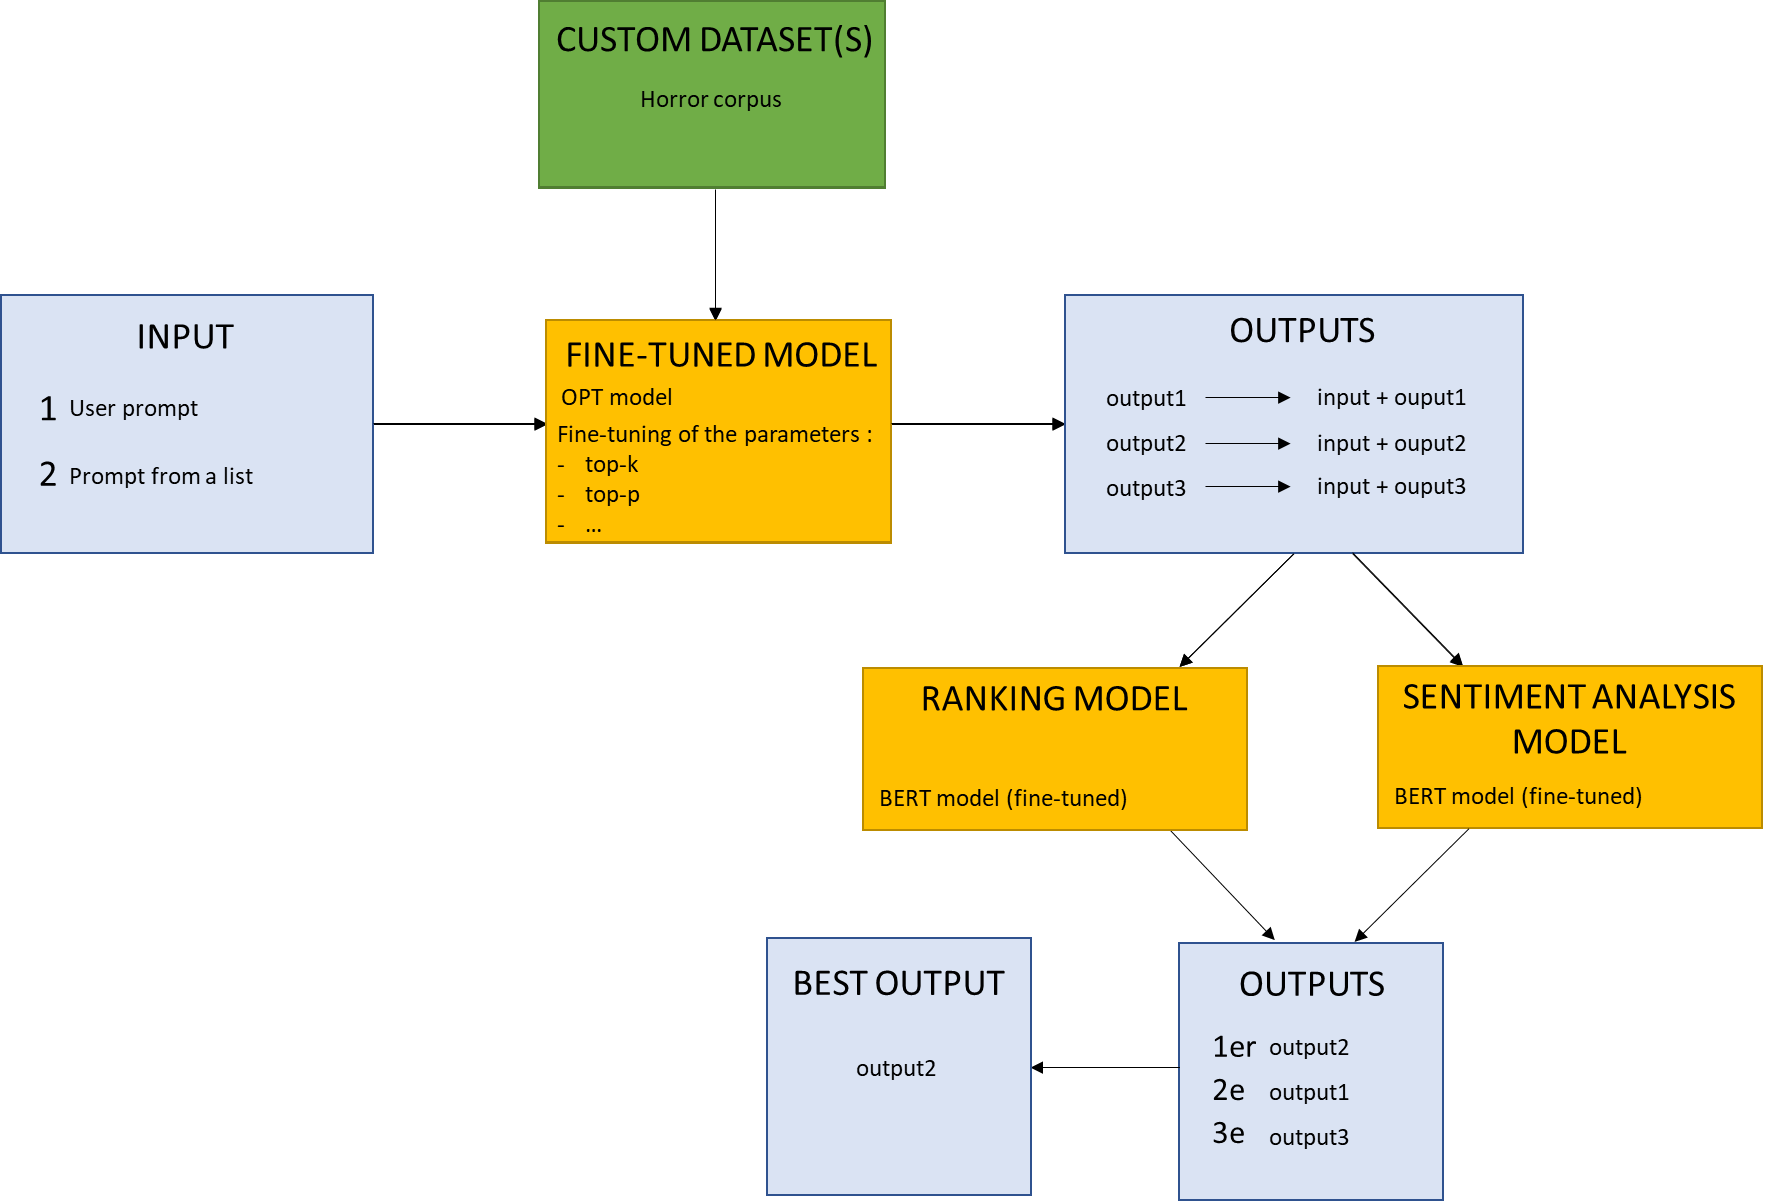 CUSTOM DATASET(S)
Horror corpus
INPUT
1 User prompt
2 Prompt from a list
FINE-TUNED MODEL
OPT model
Fine-tuning of the parameters :
- top-k
- top-p
- ...
OUTPUTS
output1 input + ouput1
output2 input + ouput2
output3 input + ouput3
RANKING MODEL
BERT model (fine-tuned)
SENTIMENT ANALYSIS
MODEL
BERT model (fine-tuned)
OUTPUTS
1er output2
2e output1
3e output3
BEST OUTPUT
output2